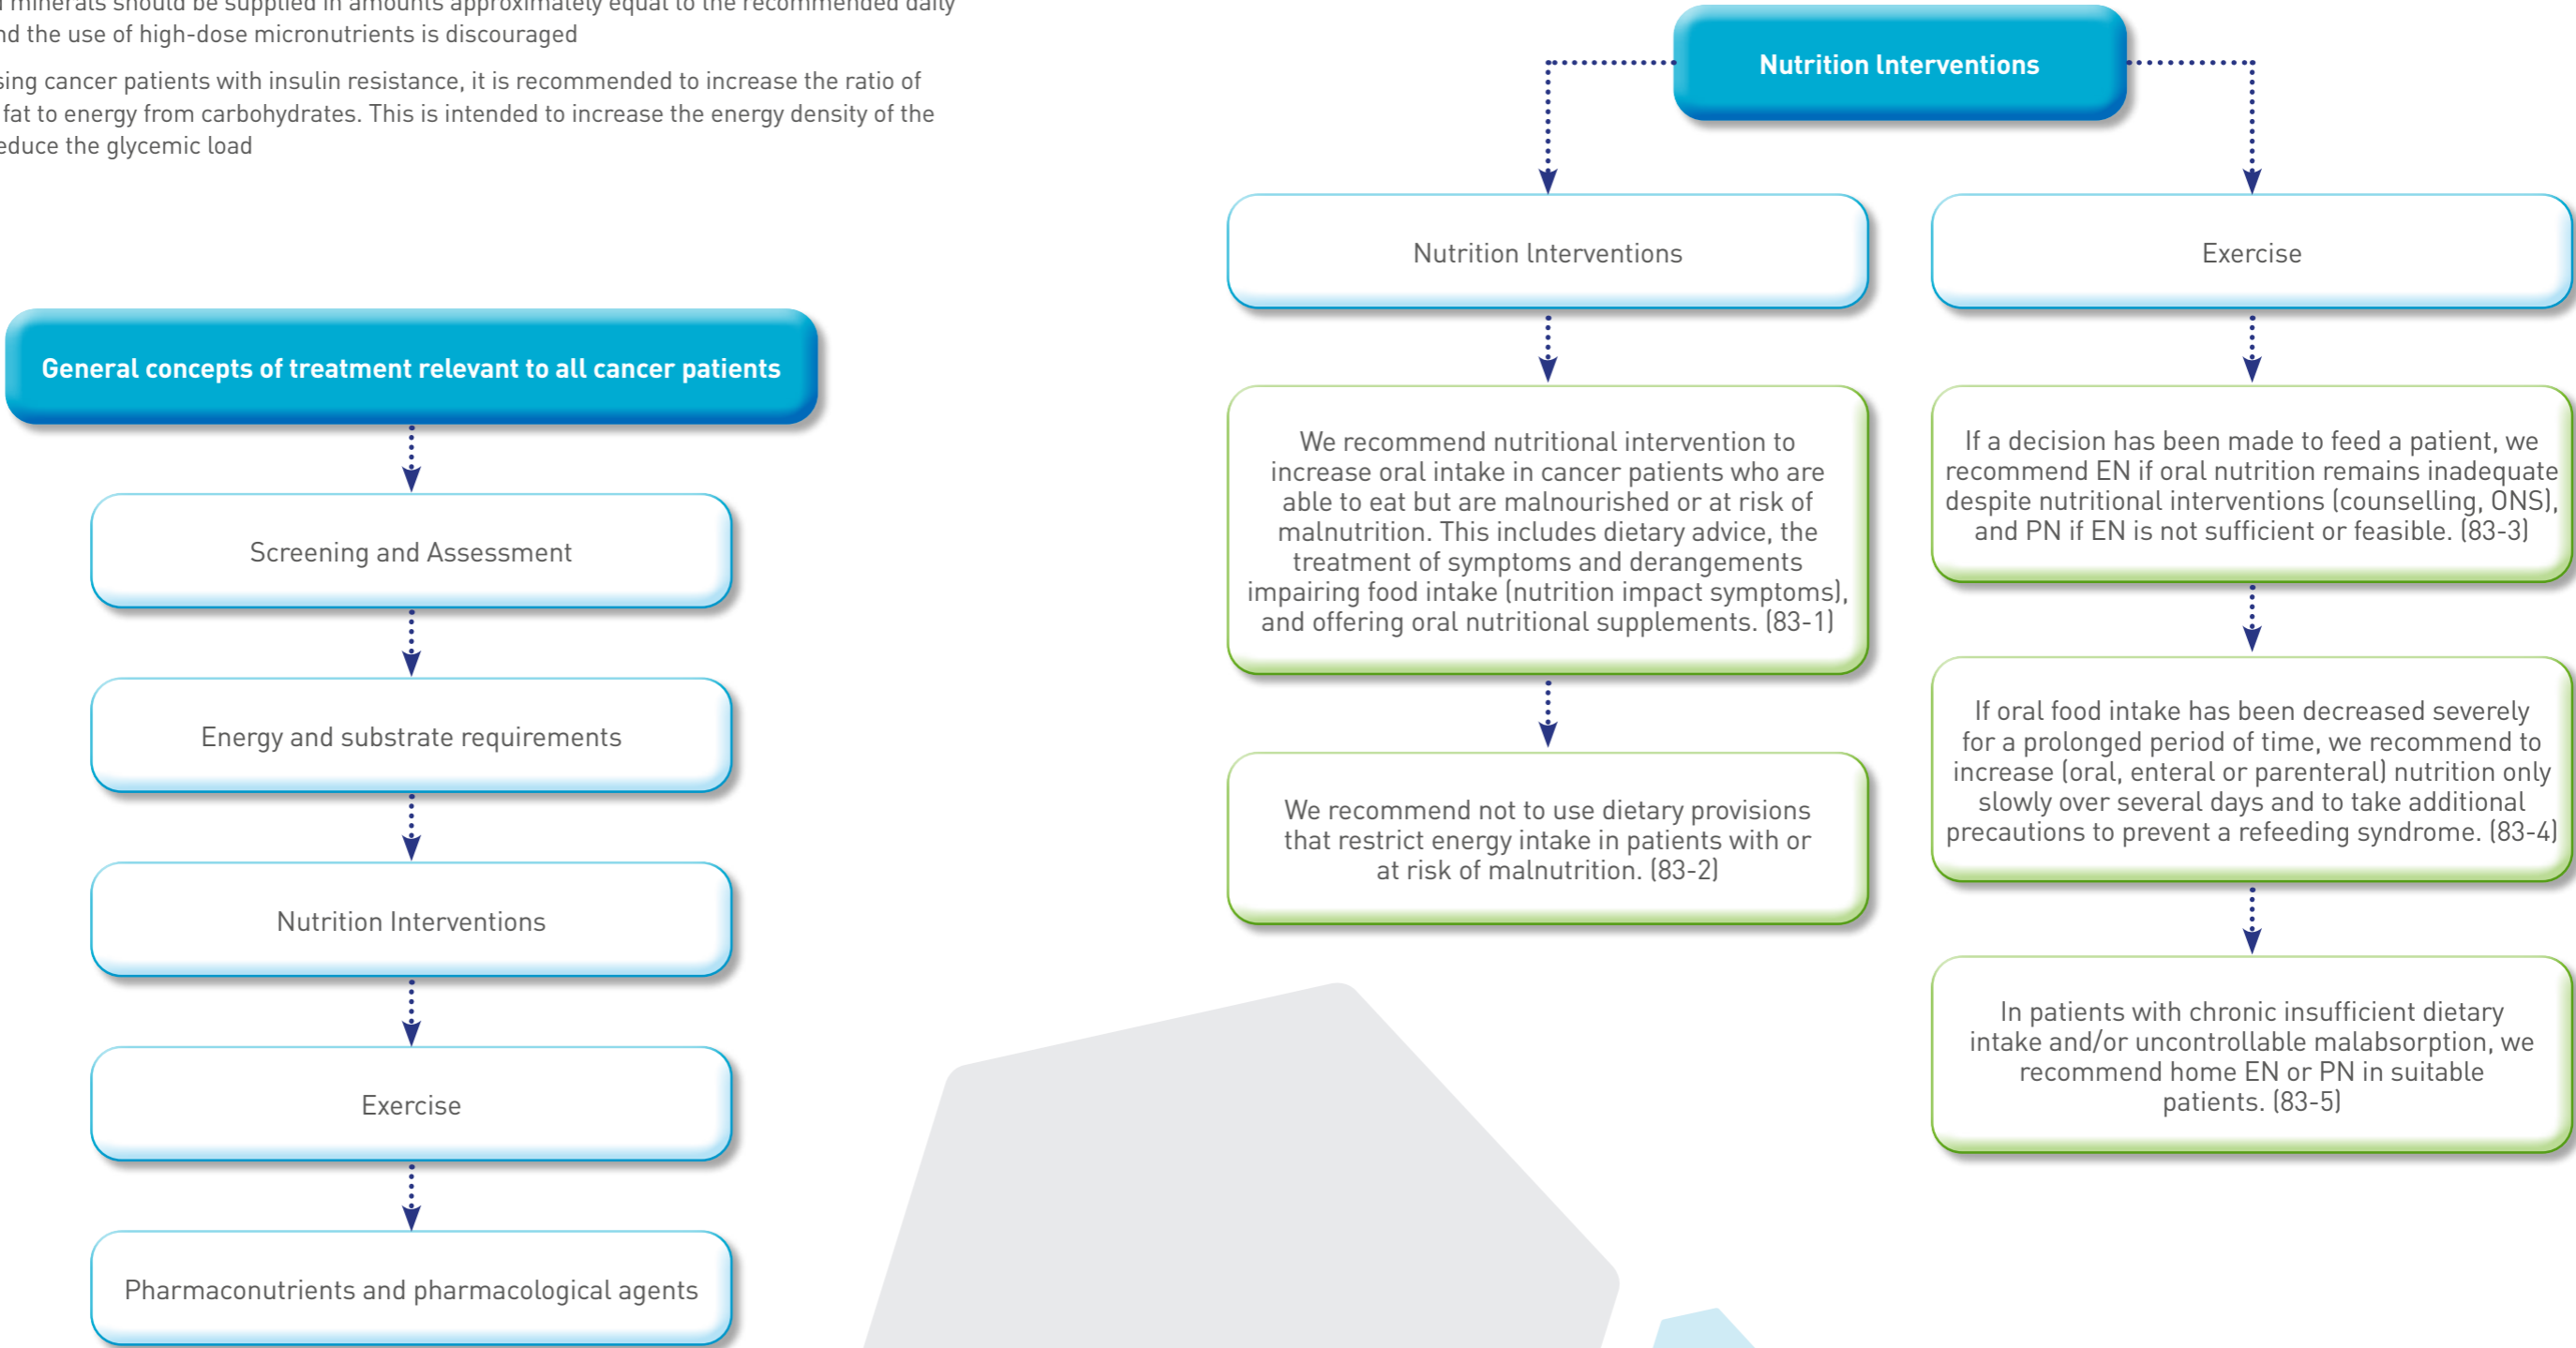 minerals should be supplied in amounts approximately equal to the recommended daily
the use of high-dose micronutrients is discouraged
cancer patients with insulin resistance, it is recommended to increase the ratio of
fat to energy from carbohydrates. This is intended to increase the energy density of the
the glycemic load
General concepts of treatment relevant to all cancer patients
Screening and Assessment
Energy and substrate requirements
Nutrition Interventions
Exercise
Pharmaconutrients and pharmacological agents
Nutrition Interventions
Nutrition Interventions
We recommend nutritional intervention to
increase oral intake in cancer patients who are
able to eat but are malnourished or at risk of
malnutrition. This includes dietary advice, the
treatment of symptoms and derangements
impairing food intake (nutrition impact symptoms),
and offering oral nutritional supplements. (83-1)
We recommend not to use dietary provisions
that restrict energy intake in patients with or
at risk of malnutrition. (83-2)
Exercise
If a decision has been made to feed a patient, we
recommend EN if oral nutrition remains inadequate
despite nutritional interventions (counselling, ONS),
and PN if EN is not sufficient or feasible. (83-3)
If oral food intake has been decreased severely
for a prolonged period of time, we recommend to
increase (oral, enteral or parenteral) nutrition only
slowly over several days and to take additional
precautions to prevent a refeeding syndrome. (83-4)
In patients with chronic insufficient dietary
intake and/or uncontrollable malabsorption, we
recommend home EN or PN in suitable
patients. (83-5)